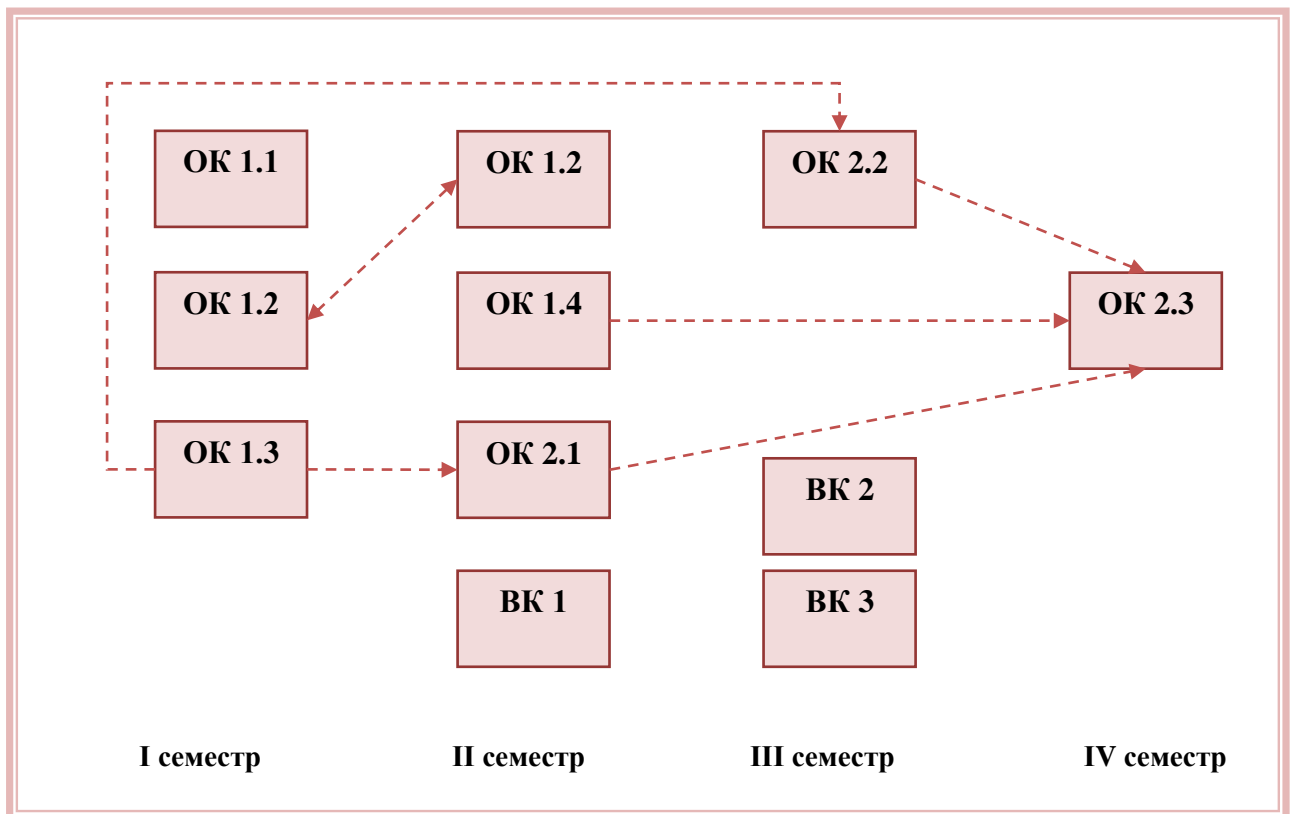 ОК 1.1
ОК 1.2
ОК 2.2
ОК 1.2
ОК 1.4
ОК 2.3
ОК 1.3
ОК 2.1
ВК 2
ВК 1
ВК 3
I семестр
II семестр
III семестр
IV семестр